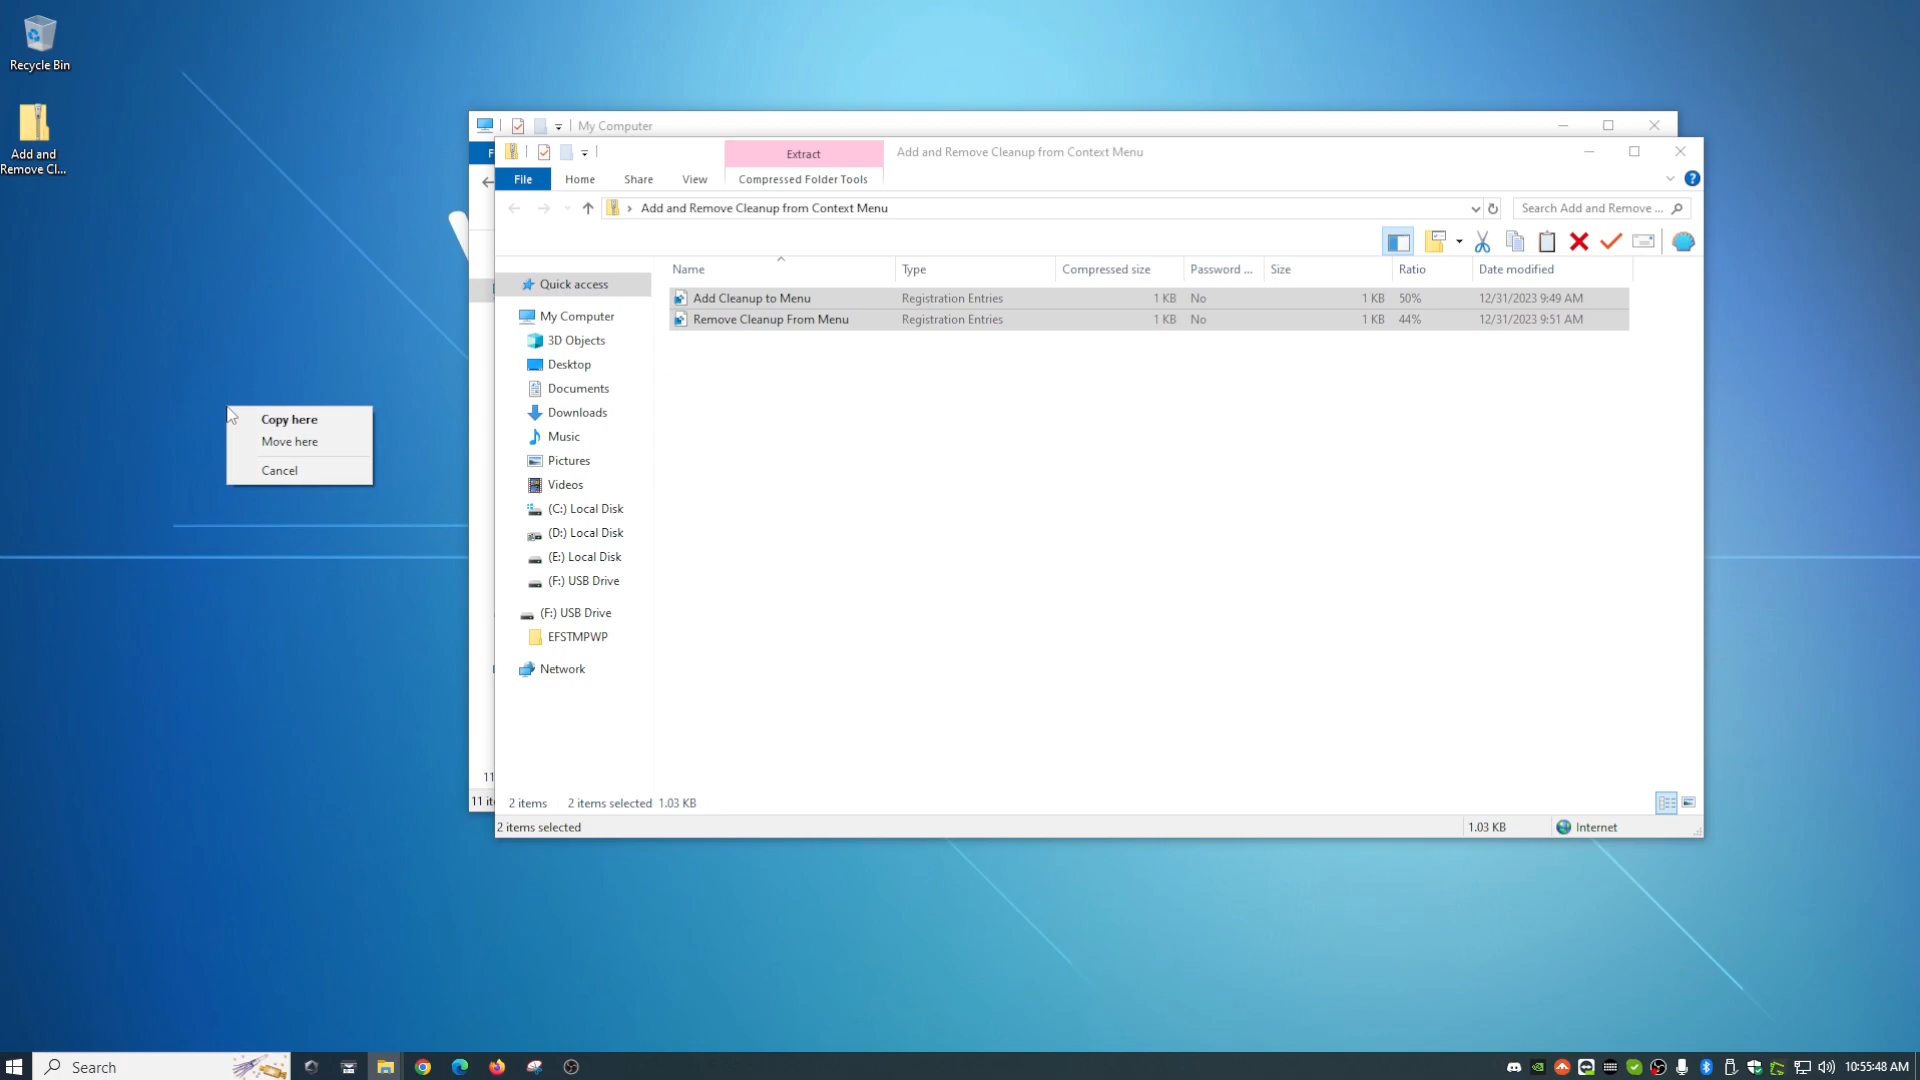 Recycle Bin
Add and
Remove Cl...
My Computer
Extract
Add and Remove Cleanup from Context Menu
File
Home
Share
View
Compressed Folder Tools
Add and Remove Cleanup from Context Menu
Search Add and Remove ...
Name
Type
Compressed size
Password ...
Size
Ratio
Date modified
Add Cleanup to Menu
Registration Entries
1 KB
No
1 KB
50%
12/31/2023 9:49 AM
Remove Cleanup From Menu
Registration Entries
1 KB
No
1 KB
44%
12/31/2023 9:51 AM
Quick access
My Computer
3D Objects
Desktop
Documents
Downloads
Music
Pictures
Videos
(C:) Local Disk
(D:) Local Disk
(E:) Local Disk
(F:) USB Drive
(F:) USB Drive
EFSTMPWP
Network
Copy here
Move here
Cancel
11
11 ite
2 items
2 items selected
1.03 KB
2 items selected
1.03 KB
Internet
Search
10:55:48 AM